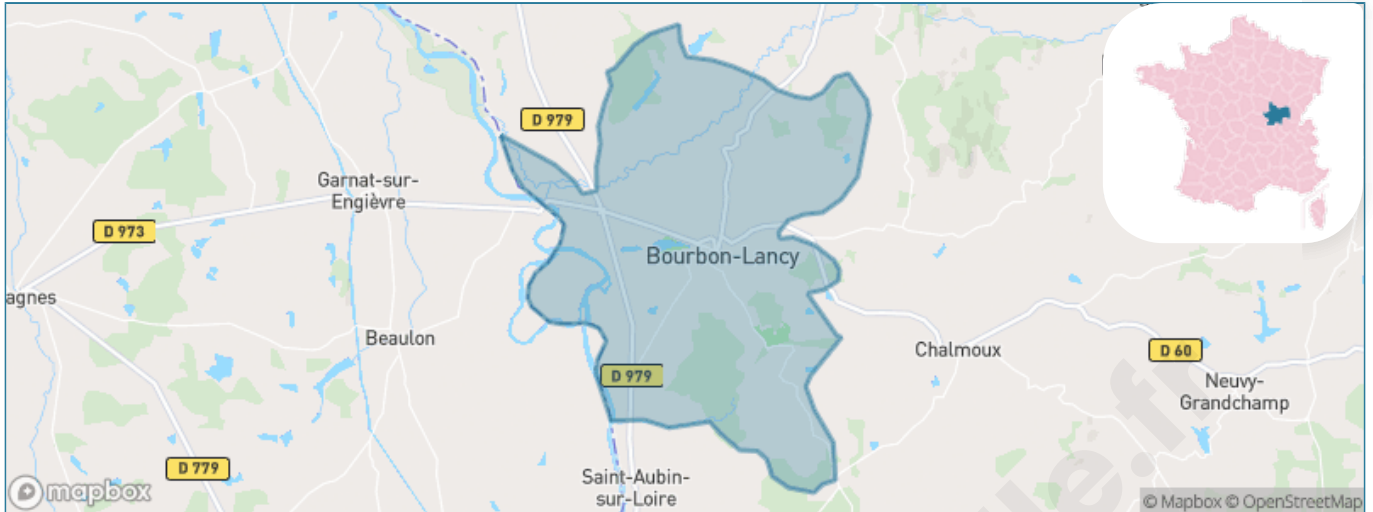 D 979
Garnat-sur-
Engièvre
D 973
Bourbon-Lancy
agnes
Beaulon
Chalmoux
D 60
D 979
Neuvy-
Grandchamp
D 779
Saint-Aubin-
sur-Loire
mapbox
© Mapbox © OpenStreetMap